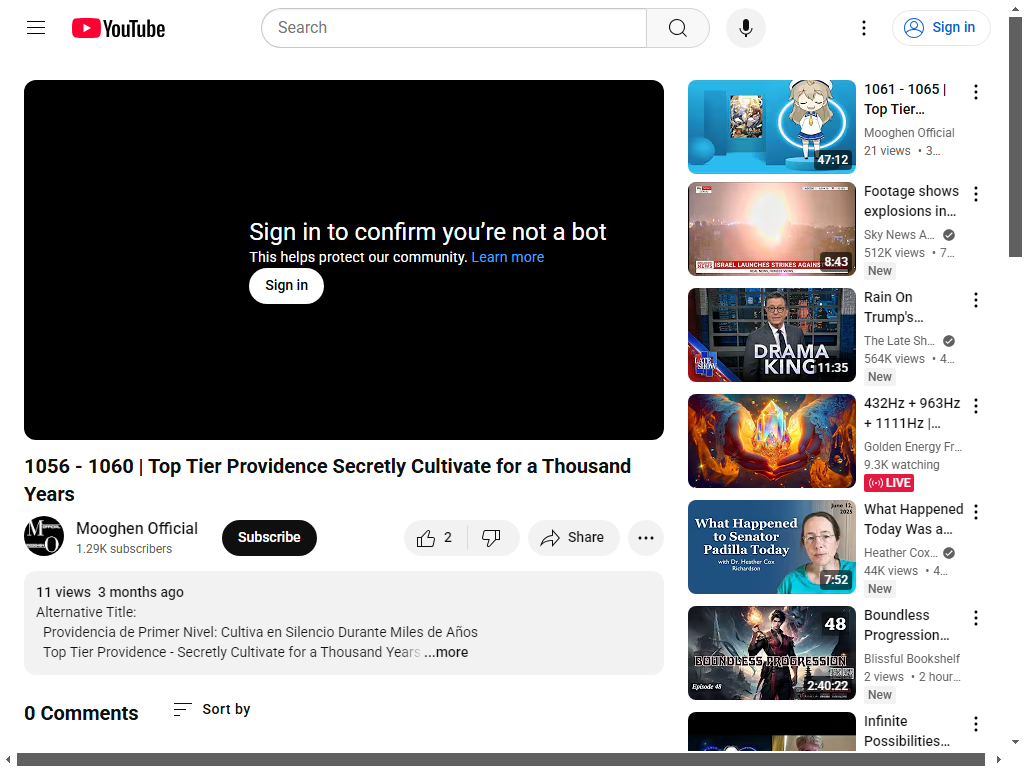 YouTube
Search
Sign in
Sign in to confirm you're not a bot
This helps protect our community. Learn more
Sign in
1056 - 1060 | Top Tier Providence Secretly Cultivate for a Thousand
Years
Mooghen Official
1.29K subscribers
Subscribe
2
Share
11 views 3 months ago
Alternative Title:
Providencia de Primer Nivel: Cultiva en Silencio Durante Miles de Años
Top Tier Providence - Secretly Cultivate for a Thousand Years ...more
0 Comments
Sort by
47:12
1061 - 1065 |
Top Tier...
Mooghen Official
21 views • 3...
ISRAEL LAUNCHES STRIKES AGAINST
8:43
Footage shows
explosions in...
Sky News A...
512K views • 7...
New
LATE SHOW
DRAMA
KING
11:35
Rain On
Trump's...
The Late Sh...
564K views • 4...
New
432Hz + 963Hz
+ 1111Hz |...
Golden Energy Fr...
9.3K watching
LIVE
June 12,
2025
What Happened
to Senator
Padilla Today
with Dr. Heather Cox
Richardson
7:52
What Happened
Today Was a...
Heather Cox...
44K views • 4...
New
48
BOUNDLESS PROGRESSION
Episode 48
2:40:22
Boundless
Progression...
Blissful Bookshelf
2 views • 2 hour...
New
Infinite
Possibilities...